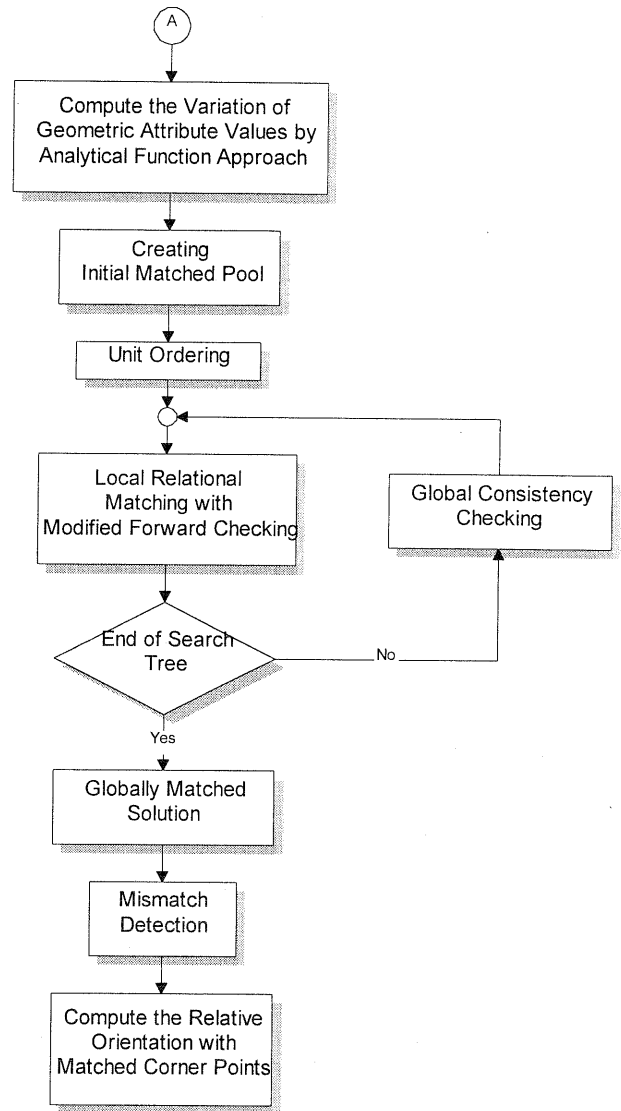 A
Compute the Variation of
Geometric Attribute Values by
Analytical Function Approach
Creating
Initial Matched Pool
Unit Ordering
Local Relational
Matching with
Modified Forward Checking
Global Consistency
Checking
End of Search
Tree
No
Yes
Globally Matched
Solution
Mismatch
Detection
Compute the Relative
Orientation with
Matched Corner Points